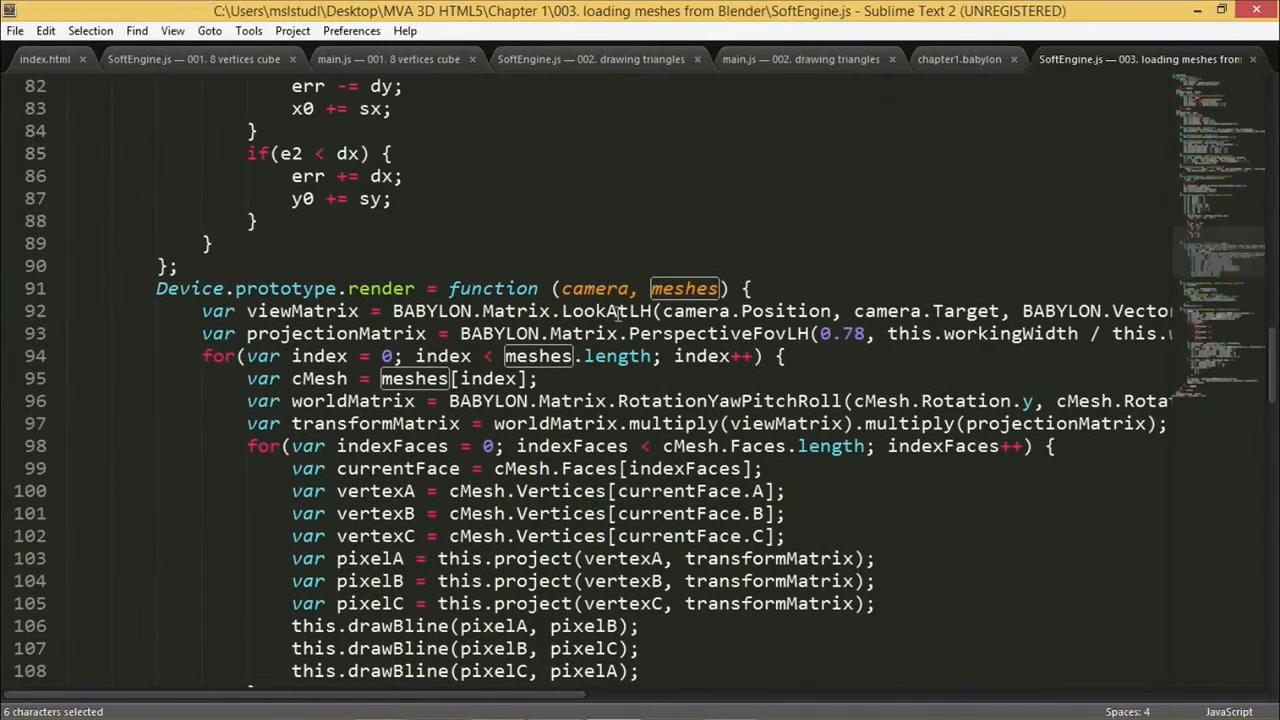 C:\Users\mslstudl\Desktop\MVA 3D HTML5\Chapter 1\003. loading meshes from Blender\SoftEngine.js - Sublime Text 2 (UNREGISTERED)
File Edit Selection Find View Goto Tools Project Preferences Help
index.html SoftEngine.js — 001. 8 vertices cube main.js — 001. 8 vertices cube SoftEngine.js — 002. drawing triangles main.js — 002. drawing triangles chapter1.babylon SoftEngine.js — 003. loading meshes from
82 err -= dy;
83 x0 += sx;
84 }
85 if(e2 < dx) {
86 err += dx;
87 y0 += sy;
88 }
89 }
90 };
91 Device.prototype.render = function (camera, meshes) {
92 var viewMatrix = BABYLON.Matrix.LookAtLH(camera.Position, camera.Target, BABYLON.Vecto
93 var projectionMatrix = BABYLON.Matrix.PerspectiveFovLH(0.78, this.workingWidth / this.
94 for(var index = 0; index < meshes.length; index++) {
95 var cMesh = meshes[index];
96 var worldMatrix = BABYLON.Matrix.RotationYawPitchRoll(cMesh.Rotation.y, cMesh.Rota
97 var transformMatrix = worldMatrix.multiply(viewMatrix).multiply(projectionMatrix);
98 for(var indexFaces = 0; indexFaces < cMesh.Faces.length; indexFaces++) {
99 var currentFace = cMesh.Faces[indexFaces];
100 var vertexA = cMesh.Vertices[currentFace.A];
101 var vertexB = cMesh.Vertices[currentFace.B];
102 var vertexC = cMesh.Vertices[currentFace.C];
103 var pixelA = this.project(vertexA, transformMatrix);
104 var pixelB = this.project(vertexB, transformMatrix);
105 var pixelC = this.project(vertexC, transformMatrix);
106 this.drawBline(pixelA, pixelB);
107 this.drawBline(pixelB, pixelC);
108 this.drawBline(pixelC, pixelA);
6 characters selected Spaces: 4 JavaScript